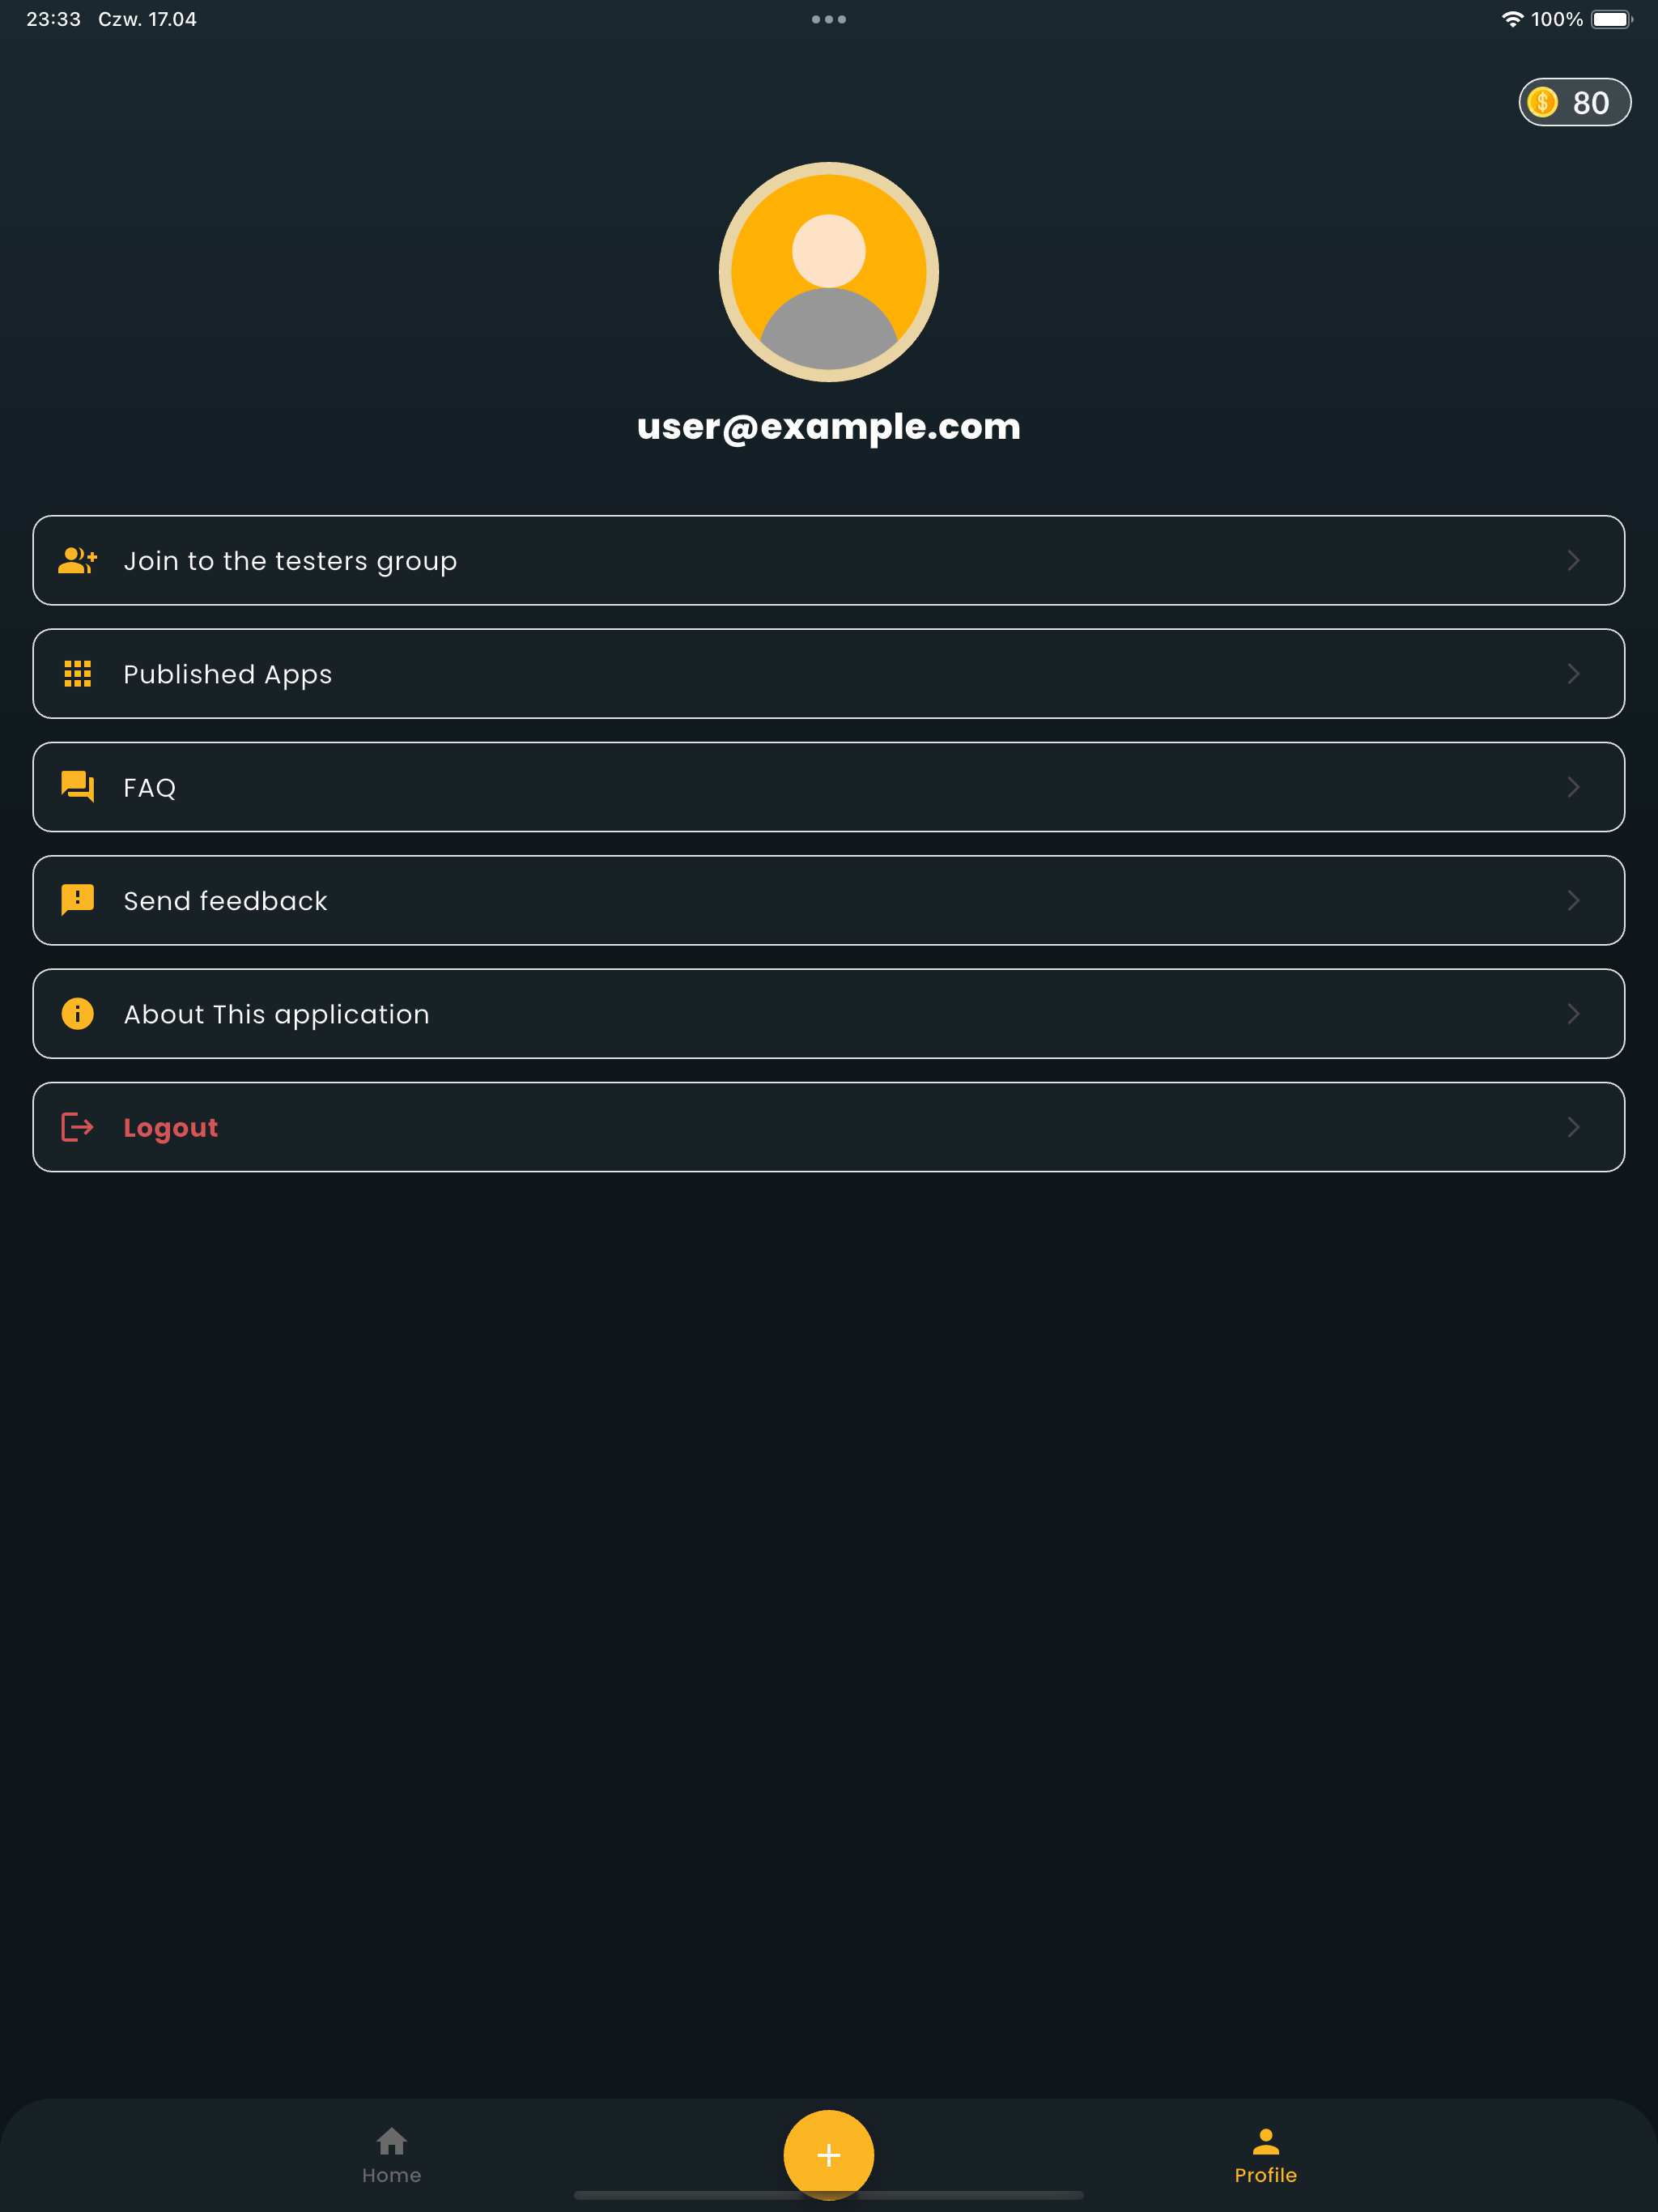 23:33 Czw. 17.04
100%
80
user@example.com
Join to the testers group
Published Apps
FAQ
Send feedback
About This application
Logout
Home
Profile